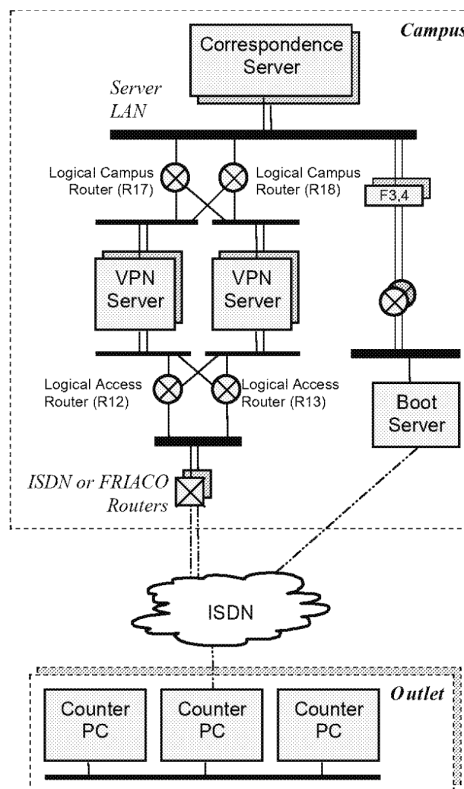 Campus
Correspondence
Server
Server
LAN
Logical Campus
Router (R17)
Logical Campus
Router (R18)
F3,4
VPN
Server
VPN
Server
Logical Access
Router (R12)
Logical Access
Router (R13)
Boot
Server
ISDN or FRIACO
Routers
ISDN
Outlet
Counter
PC
Counter
PC
Counter
PC